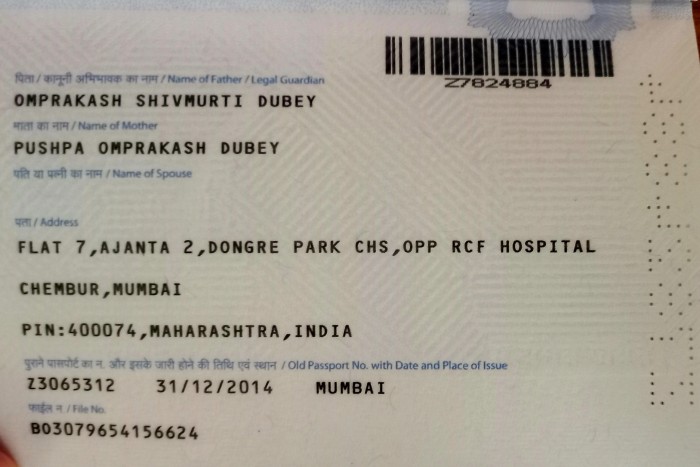 Z7824884
पिता / कानूनी अभिभावक का नाम / Name of Father / Legal Guardian
OMPRAKASH SHIVMURTI DUBEY
माता का नाम / Name of Mother
PUSHPA OMPRAKASH DUBEY
पति या पत्नी का नाम / Name of Spouse
पता / Address
FLAT 7,AJANTA 2,DONGRE PARK CHS,OPP RCF HOSPITAL
CHEMBUR,MUMBAI
PIN:400074,MAHARASHTRA,INDIA
पुराने पासपोर्ट का न. और इसके जारी होने की तिथि एवं स्थान / Old Passport No. with Date and Place of Issue
Z3065312 31/12/2014 MUMBAI
फाईल न. / File No.
BO3079654156624